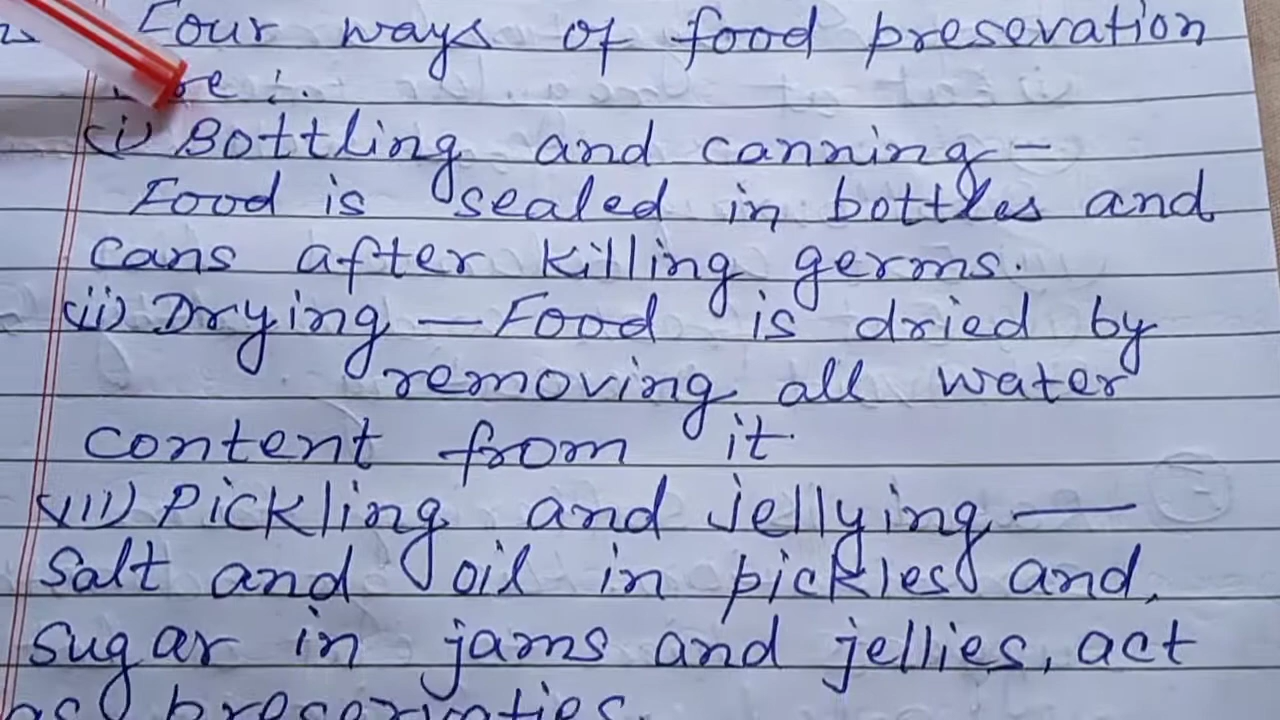 Four ways of food presevation
(i) Bottling and canning -
Food is sealed in bottles and
cans after killing germs.
(ii) Drying — Food is dried by
removing all water
content from it.
(iii) Pickling and jellying —
Salt and oil in pickles and,
sugar in jams and jellies, act